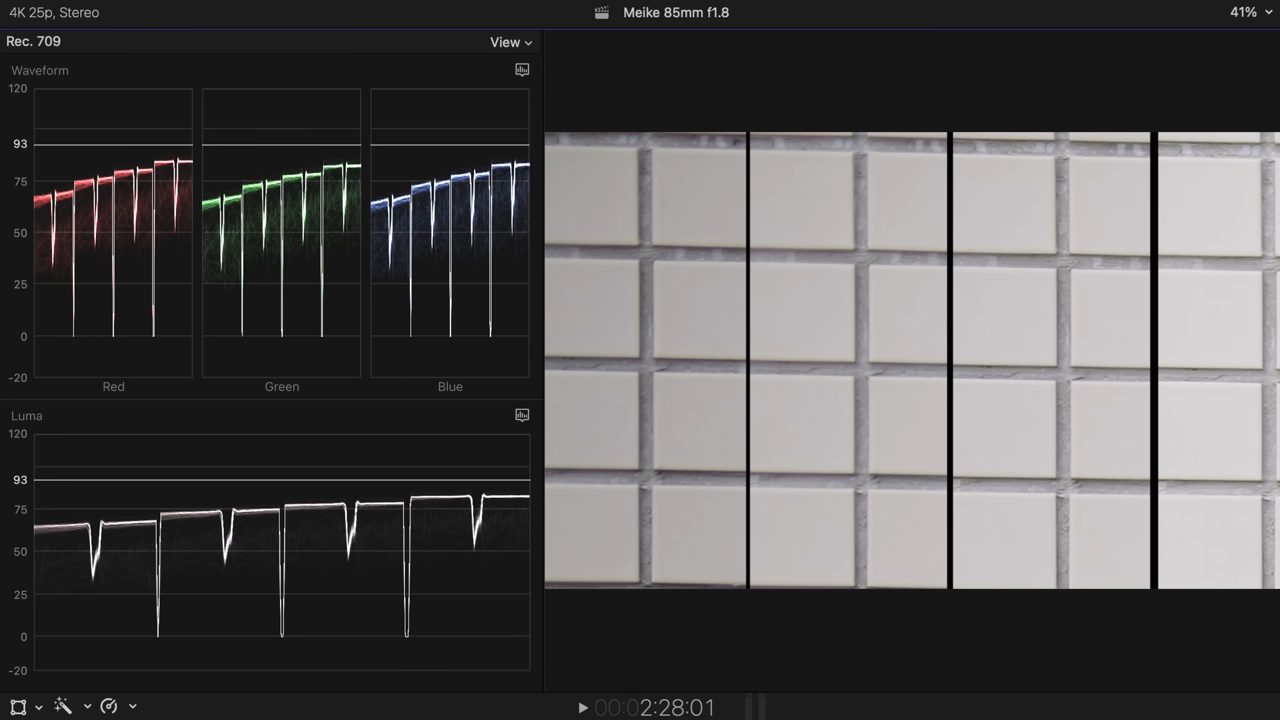 4K 25p, Stereo
Meike 85mm f1.8
41%
Rec. 709
View
Waveform
120
93
75
50
25
0
-20
Red
Green
Blue
Luma
120
93
75
50
25
0
-20
00:02:28:01